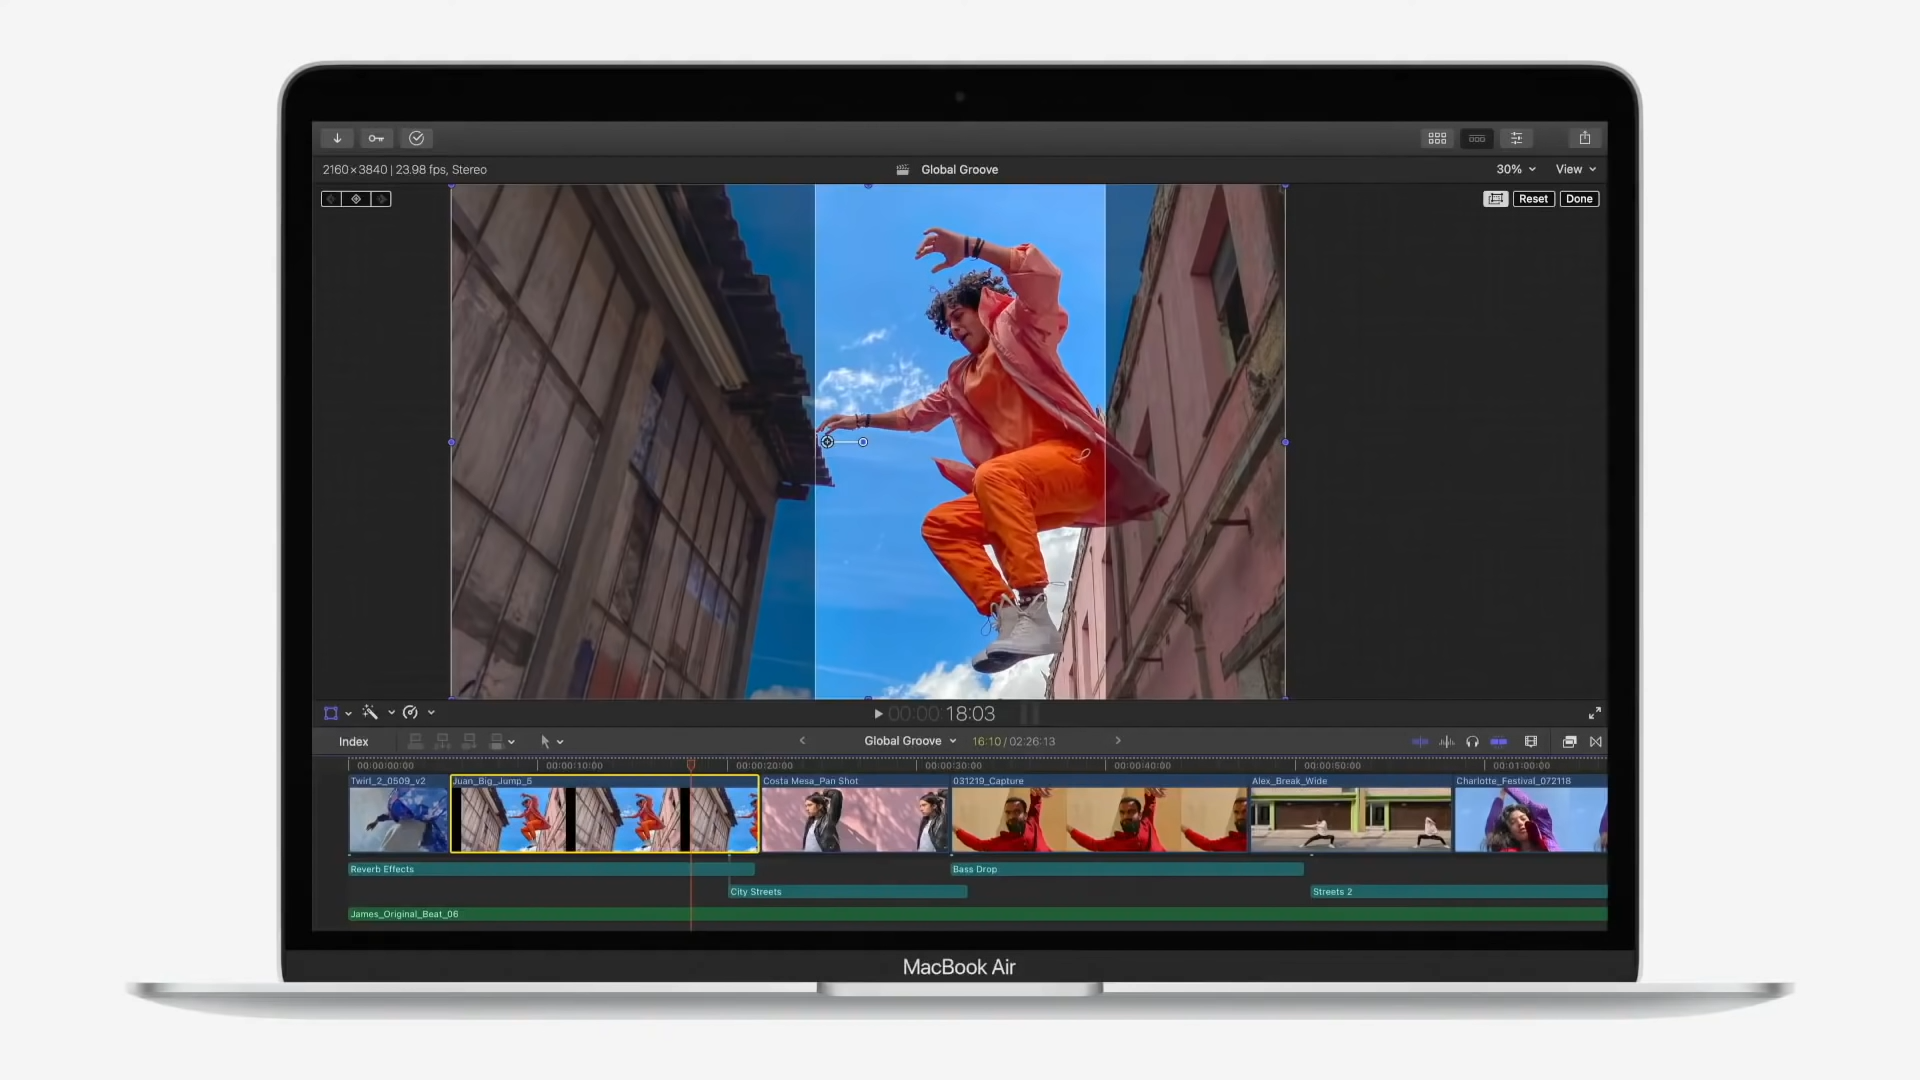 2160×3840 | 23.98 fps, Stereo
Global Groove
30%
View
Reset
Done
00:00:18:03
Index
Global Groove
16:10 / 02:26:13
00:00:00:00
00:00:10:00
00:00:20:00
00:00:30:00
00:00:40:00
00:00:50:00
00:01:00:00
Twirl_2_0509_v2
Juan_Big_Jump_5
Costa Mesa_Pan Shot
031219_Capture
Alex_Break_Wide
Charlotte_Festival_072118
Reverb Effects
Bass Drop
City Streets
Streets 2
James_Original_Beat_06
MacBook Air